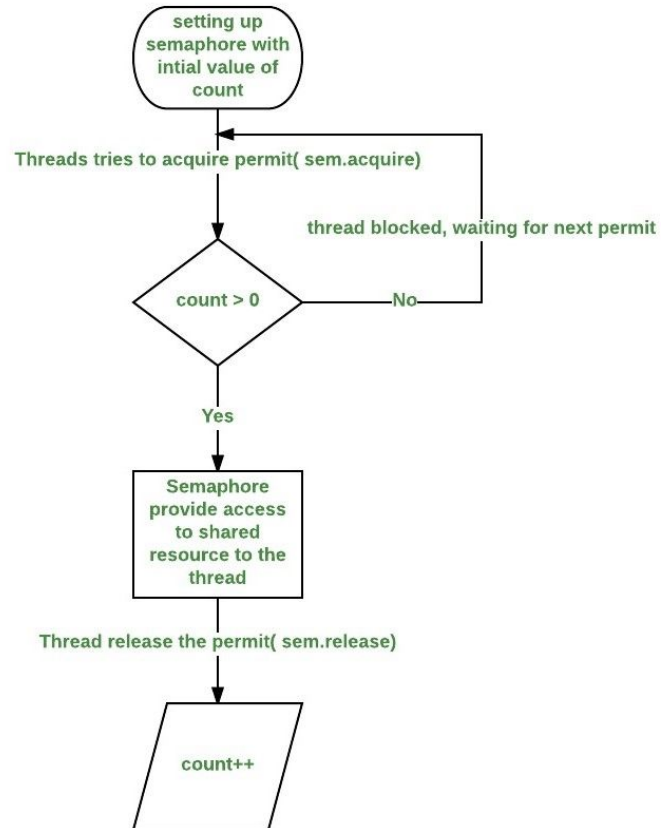 setting up
semaphore with
intial value of
count
Threads tries to acquire permit( sem.acquire)
thread blocked, waiting for next permit
count > 0
No
Yes
Semaphore
provide access
to shared
resource to the
thread
Thread release the permit( sem.release)
count++